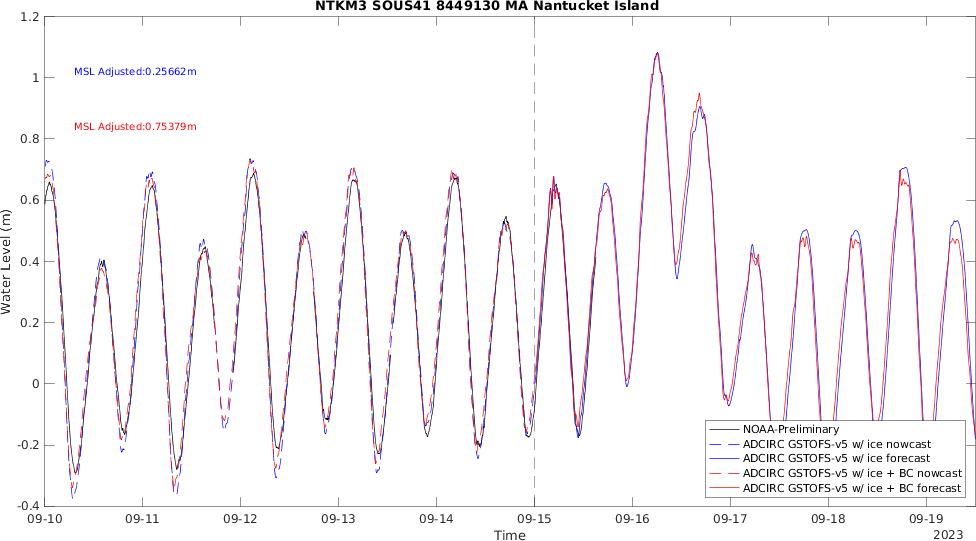 NTKM3 SOUS41 8449130 MA Nantucket Island
1.2
1
0.8
0.6
0.4
0.2
0
-0.2
-0.4
Water Level (m)
MSL Adjusted:0.25662m
MSL Adjusted:0.75379m
NOAA-Preliminary
ADCIRC GSTOFS-v5 w/ ice nowcast
ADCIRC GSTOFS-v5 w/ ice forecast
ADCIRC GSTOFS-v5 w/ ice + BC nowcast
ADCIRC GSTOFS-v5 w/ ice + BC forecast
09-10 09-11 09-12 09-13 09-14 09-15 09-16 09-17 09-18 09-19
Time
2023